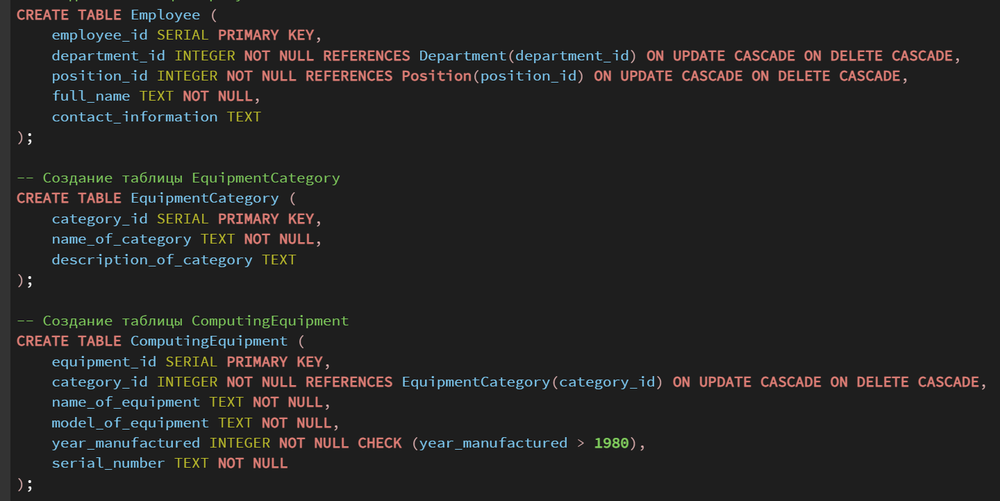 CREATE TABLE Employee (
    employee_id SERIAL PRIMARY KEY,
    department_id INTEGER NOT NULL REFERENCES Department(department_id) ON UPDATE CASCADE ON DELETE CASCADE,
    position_id INTEGER NOT NULL REFERENCES Position(position_id) ON UPDATE CASCADE ON DELETE CASCADE,
    full_name TEXT NOT NULL,
    contact_information TEXT
);
-- Создание таблицы EquipmentCategory
CREATE TABLE EquipmentCategory (
    category_id SERIAL PRIMARY KEY,
    name_of_category TEXT NOT NULL,
    description_of_category TEXT
);
-- Создание таблицы ComputingEquipment
CREATE TABLE ComputingEquipment (
    equipment_id SERIAL PRIMARY KEY,
    category_id INTEGER NOT NULL REFERENCES EquipmentCategory(category_id) ON UPDATE CASCADE ON DELETE CASCADE,
    name_of_equipment TEXT NOT NULL,
    model_of_equipment TEXT NOT NULL,
    year_manufactured INTEGER NOT NULL CHECK (year_manufactured > 1980),
    serial_number TEXT NOT NULL
);